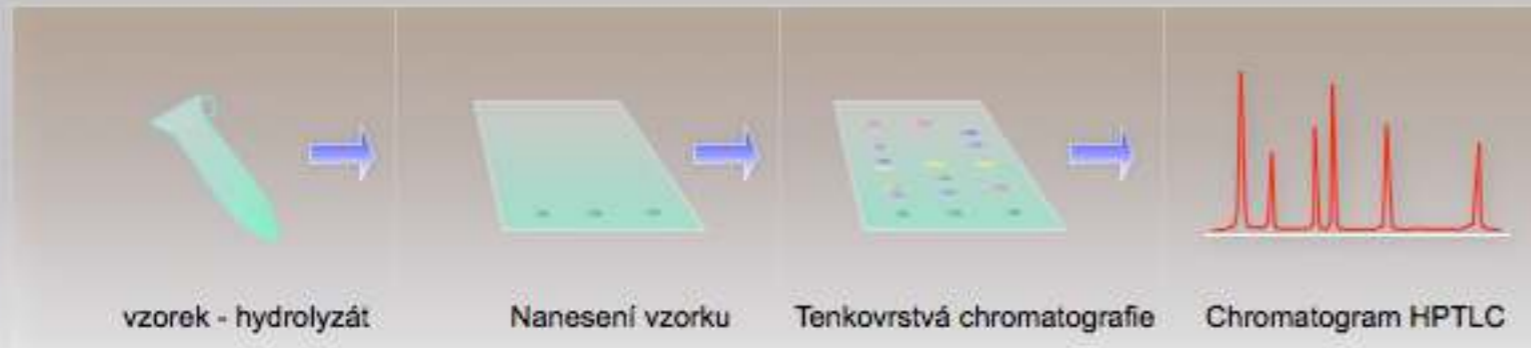 vzorek - hydrolyzát
Nanesení vzorku
Tenkovrstvá chromatografie
Chromatogram HPTLC